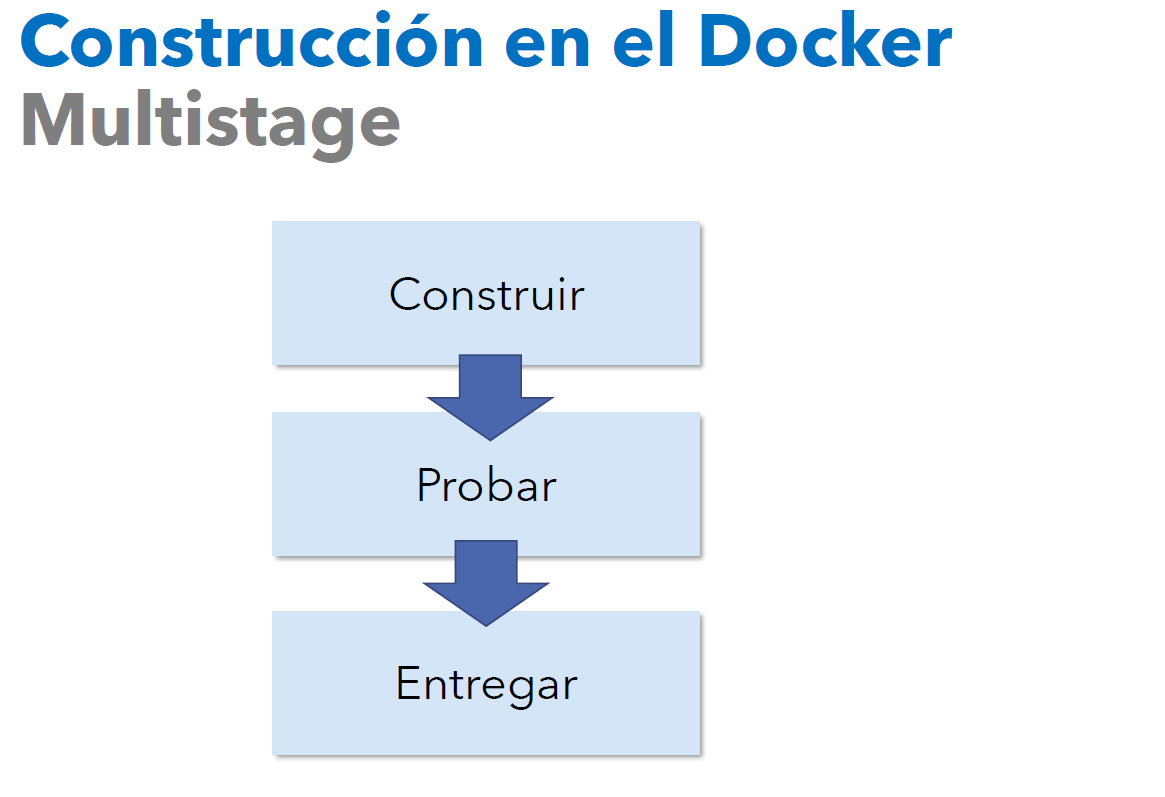 Construcción en el Docker
Multistage
Construir
Probar
Entregar